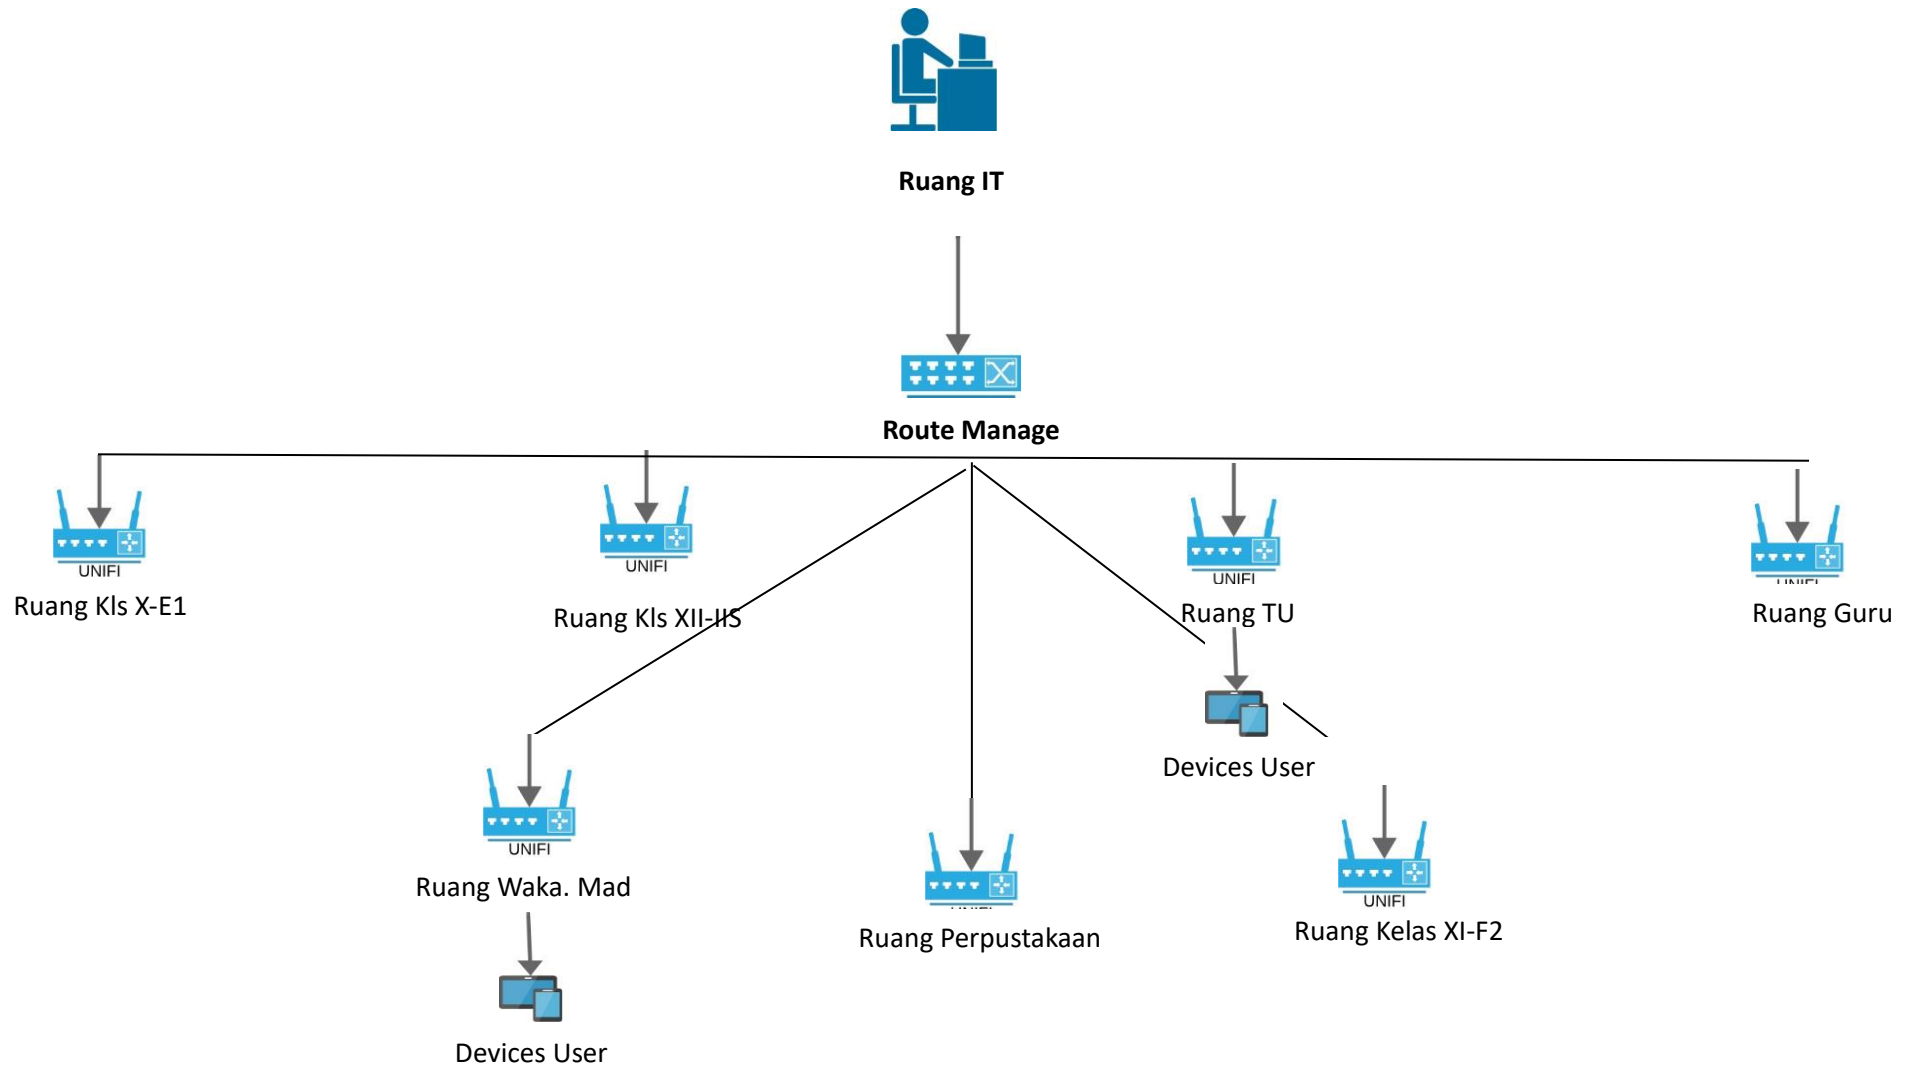 Ruang IT
Route Manage
UNIFI
Ruang Kls X-E1
UNIFI
Ruang Kls XII-IIS
UNIFI
Ruang TU
UNIFI
Ruang Guru
Devices User
UNIFI
Ruang Waka. Mad
Ruang Perpustakaan
UNIFI
Ruang Kelas XI-F2
Devices User